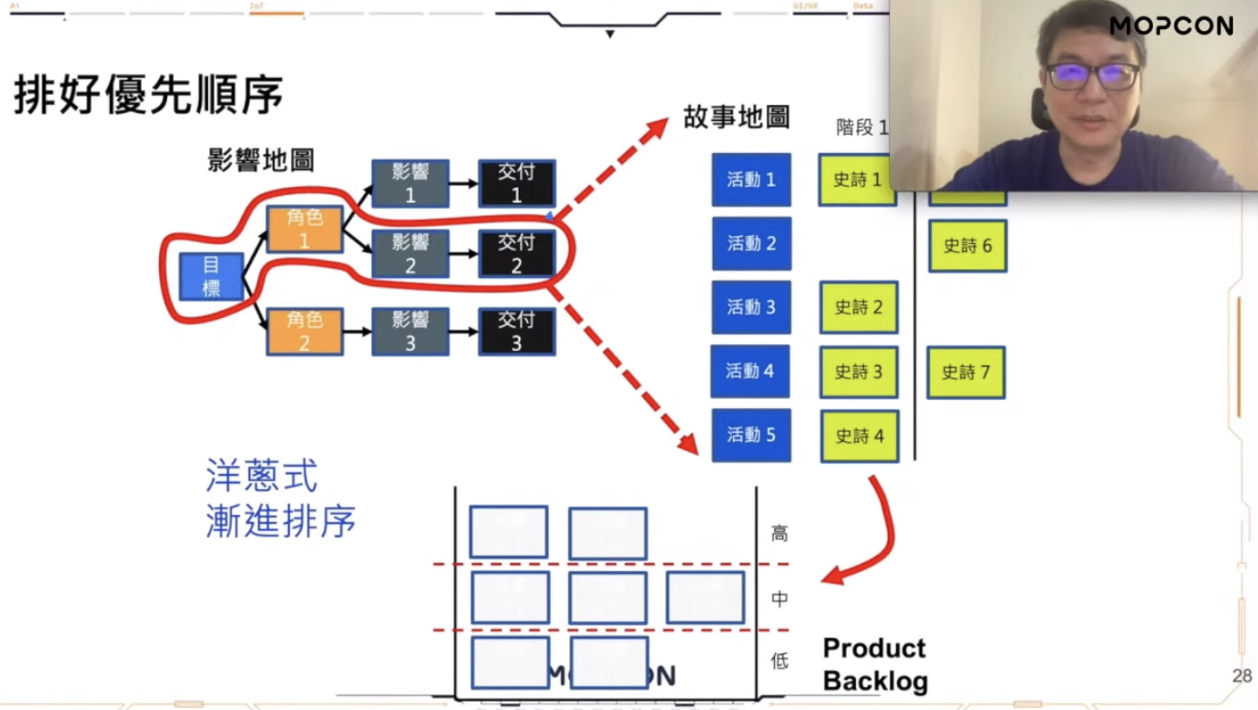 AI
IoT
UI/UX
Data
MOPCON
排好優先順序
影響地圖
目
標
角色
1
角色
2
影響
1
影響
2
影響
3
交付
1
交付
2
交付
3
故事地圖
階段 1
活動 1
史詩 1
活動 2
史詩 6
活動 3
史詩 2
活動 4
史詩 3
史詩 7
活動 5
史詩 4
洋蔥式
漸進排序
高
中
低
Product
Backlog
28